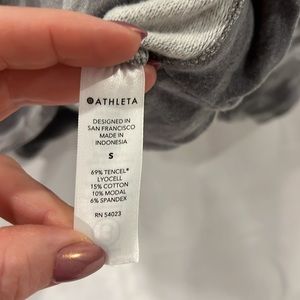 ATHLETA
DESIGNED IN
SAN FRANCISCO
MADE IN
INDONESIA
S
69% TENCEL®
LYOCELL
15% COTTON
10% MODAL
6% SPANDEX
RN 54023